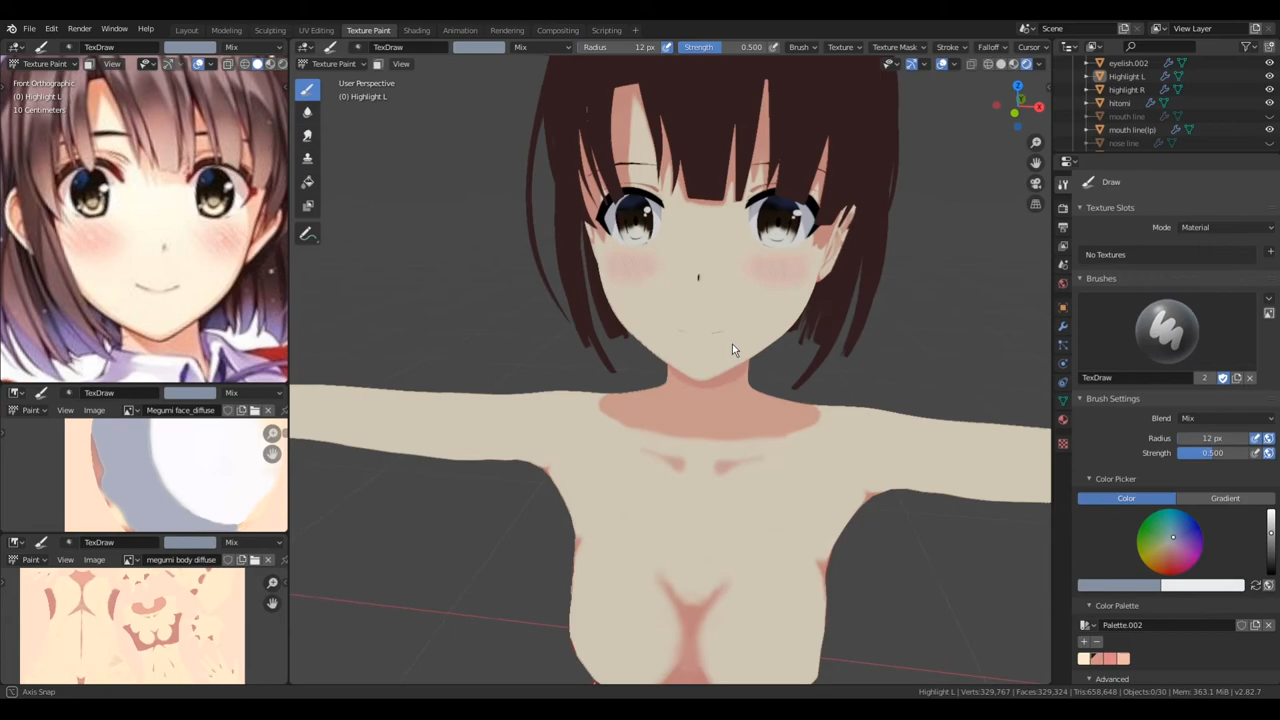 File Edit Render Window Help Layout Modeling Sculpting UV Editing Texture Paint Shading Animation Rendering Compositing Scripting + Scene View Layer
TexDraw Mix TexDraw Mix Radius 12 px Strength 0.500 Brush Texture Texture Mask Stroke Falloff Cursor
Texture Paint View Texture Paint View
Front Orthographic
(0) Highlight L
10 Centimeters
User Perspective
(0) Highlight L
Z
Y
X
eyelish.002
Highlight L
highlight R
hitomi
mouth line
mouth line(lp)
nose line
Draw
Texture Slots
Mode Material
No Textures
Brushes
TexDraw 2
Brush Settings
Blend Mix
Radius 12 px
Strength 0.500
Color Picker
Color Gradient
Color Palette
Palette.002
Advanced
TexDraw Mix
Paint View Image Megumi face_diffuse
TexDraw Mix
Paint View Image megumi body diffuse
Axis Snap
Highlight L | Verts:329,767 | Faces:329,324 | Tris:658,648 | Objects:0/30 | Mem: 363.1 MiB | v2.82.7